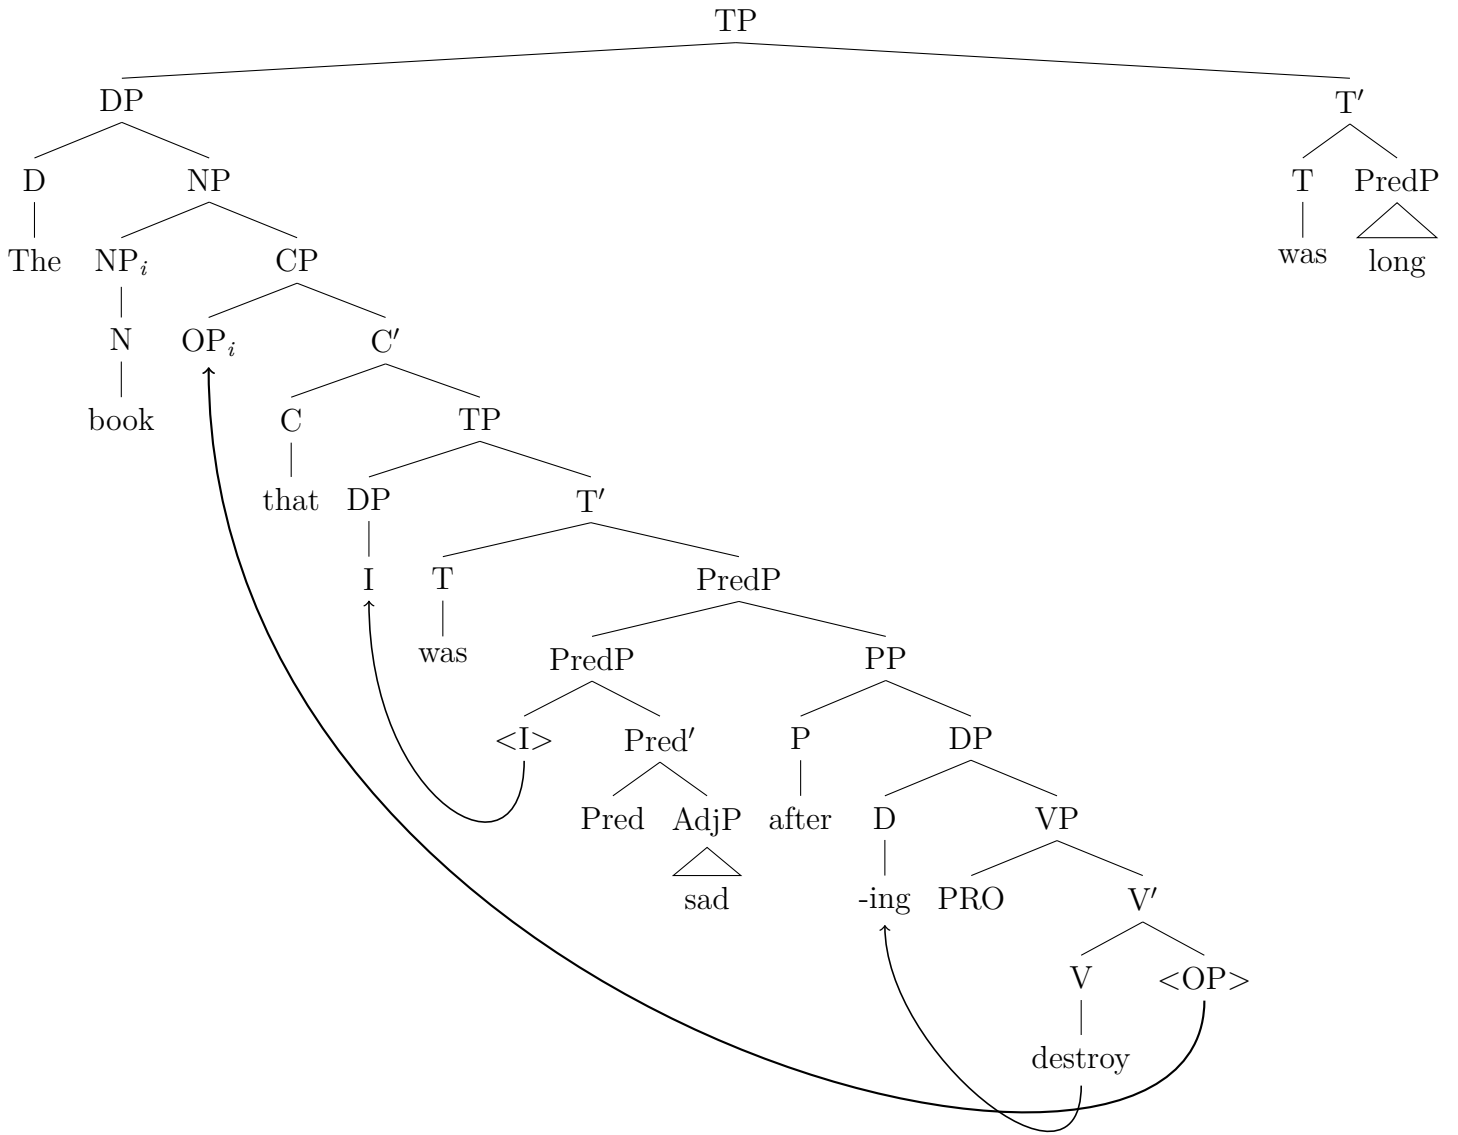 TP
DP T′
D NP T PredP
The NPᵢ CP was long
N OPᵢ C′
book C TP
that DP T′
I T PredP
was PredP PP
<I> Pred′ P DP
Pred AdjP after D VP
sad -ing PRO V′
V <OP>
destroy